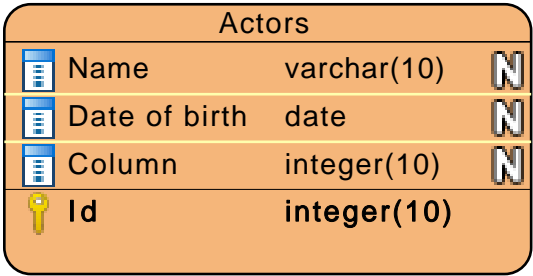 Actors
Name varchar(10) N
Date of birth date N
Column integer(10) N
Id integer(10)